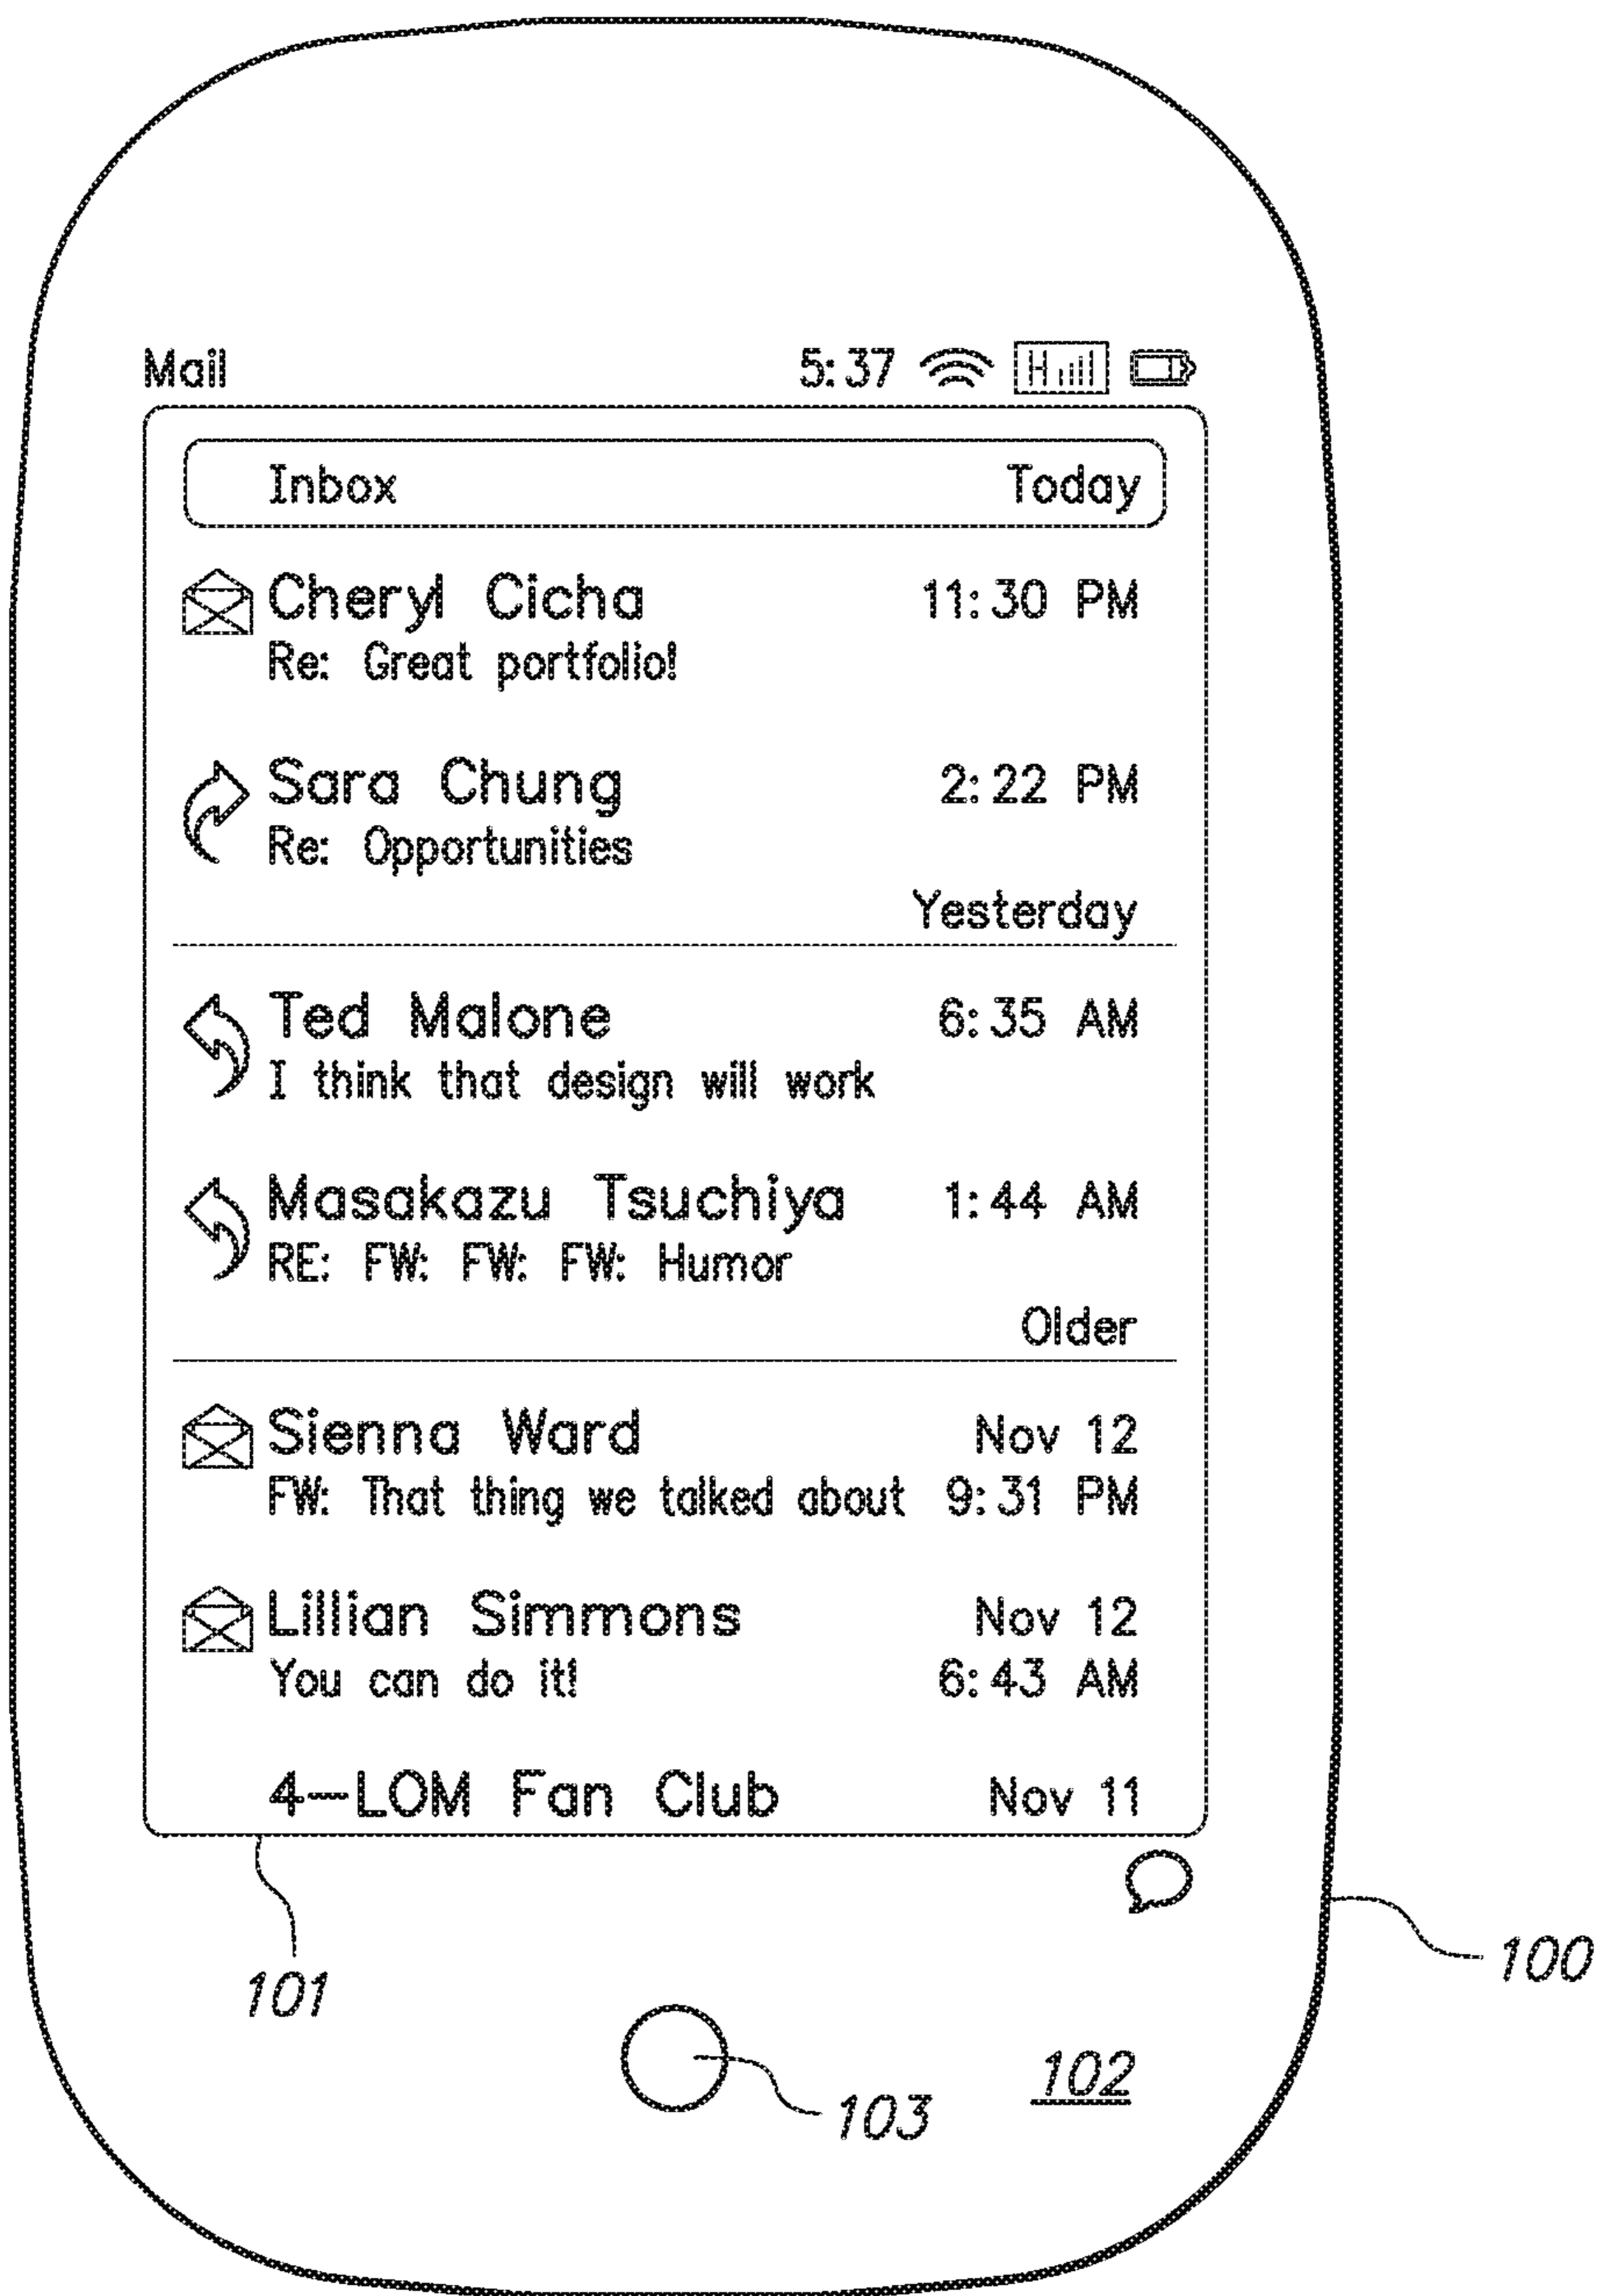 Mail 5:37 H
Inbox Today
Cheryl Cicha 11:30 PM
Re: Great portfolio!
Sara Chung 2:22 PM
Re: Opportunities
Yesterday
Ted Malone 6:35 AM
I think that design will work
Masakazu Tsuchiya 1:44 AM
RE: FW: FW: FW: Humor
Older
Sienna Ward Nov 12
FW: That thing we talked about 9:31 PM
Lillian Simmons Nov 12
You can do it! 6:43 AM
4-LOM Fan Club Nov 11
100
101
102
103